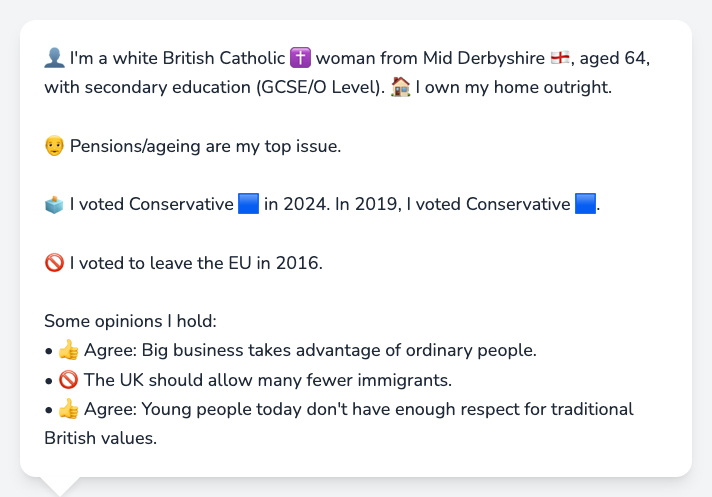 👤 I'm a white British Catholic ✝️ woman from Mid Derbyshire 🏴󠁧󠁢󠁥󠁮󠁧󠁿, aged 64,
with secondary education (GCSE/O Level). 🏠 I own my home outright.
👴 Pensions/ageing are my top issue.
🗳️ I voted Conservative 🟦 in 2024. In 2019, I voted Conservative 🟦.
🚫 I voted to leave the EU in 2016.
Some opinions I hold:
• 👍 Agree: Big business takes advantage of ordinary people.
• 🚫 The UK should allow many fewer immigrants.
• 👍 Agree: Young people today don't have enough respect for traditional
British values.